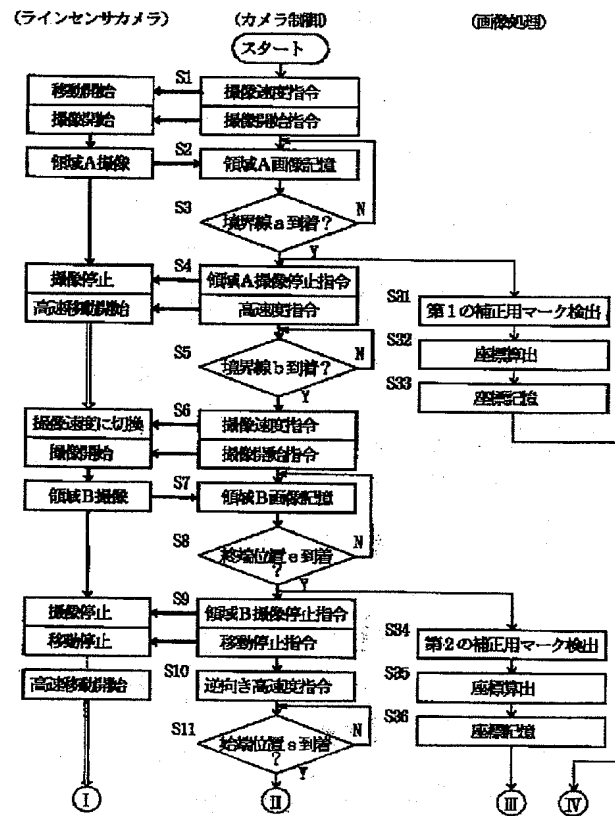 (ラインセンサカメラ) (カメラ制御) (画像処理)
スタート
S1
移動開始 撮像速度指令
撮像開始 撮像開始指令
S2
領域A撮像 領域A画像記憶
S3
境界線a到着? N
Y
S4
撮像停止 領域A撮像停止指令
高速移動開始 高速度指令
S31
第1の補正用マーク検出
S32
座標算出
S33
座標記憶
S5
境界線b到着? N
Y
S6
撮像速度に切換 撮像速度指令
撮像開始 撮像開始指令
S7
領域B撮像 領域B画像記憶
S8
終端位置e到着? N
Y
S9
撮像停止 領域B撮像停止指令
移動停止 移動停止指令
S34
第2の補正用マーク検出
S10
高速移動開始 逆向き高速度指令
S35
座標算出
S36
座標記憶
S11
始端位置s到着? N
Y
I II III IV